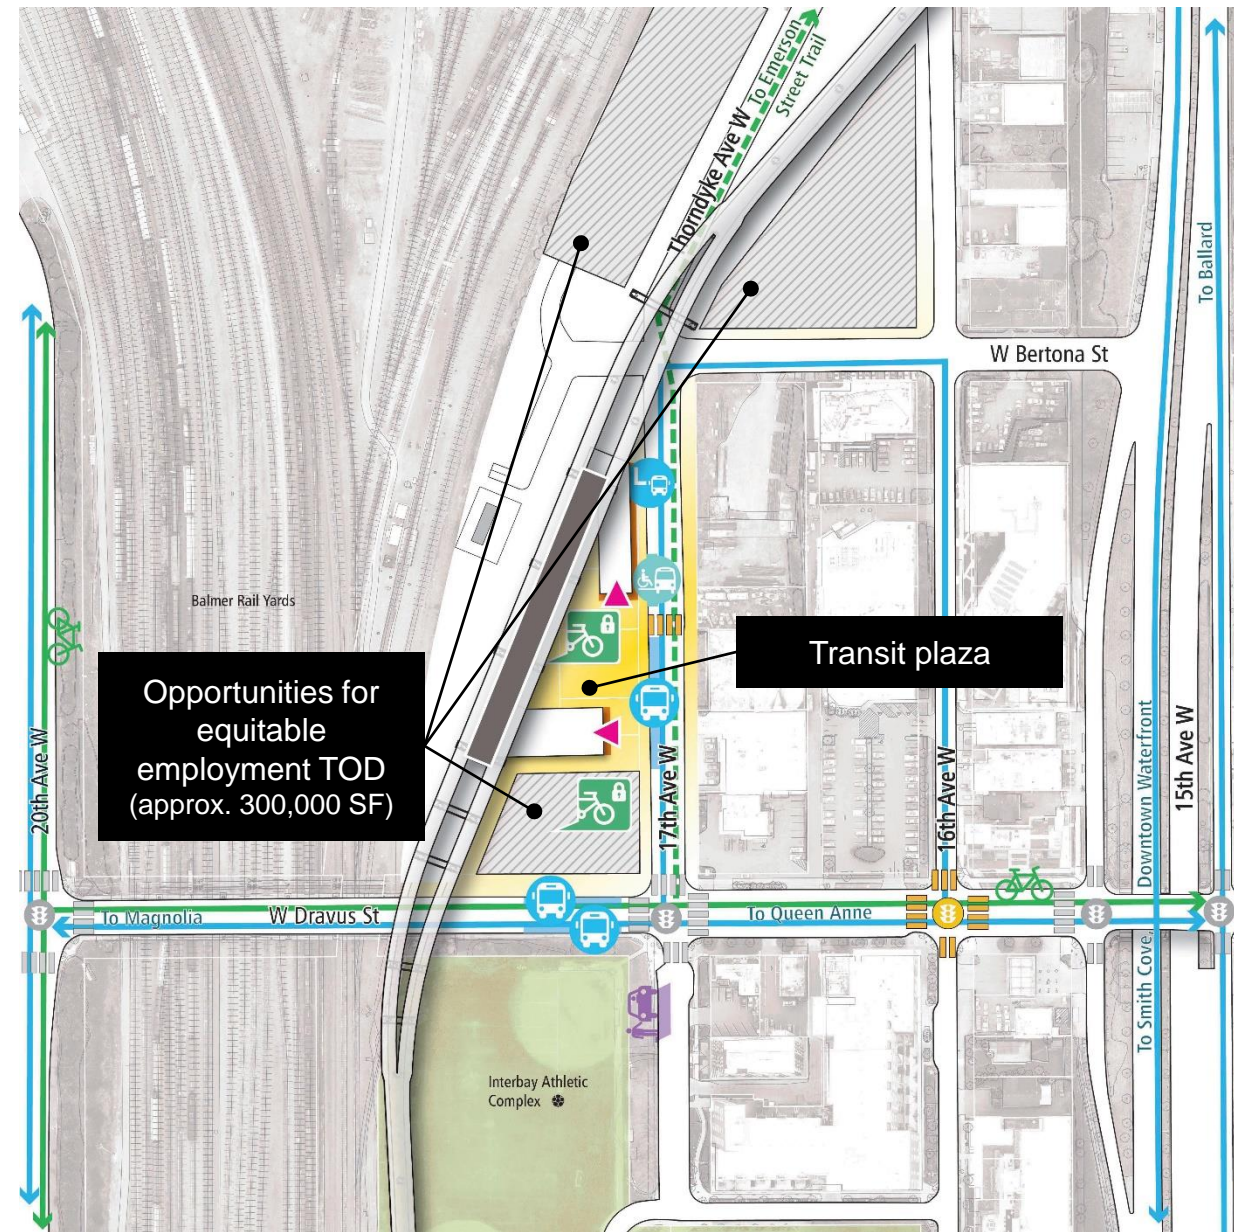 To Emerson
Street Trail
Thorndyke Ave W
To Ballard
W Bertona St
Balmer Rail Yards
Transit plaza
Opportunities for
equitable
employment TOD
(approx. 300,000 SF)
20th Ave W
17th Ave W
16th Ave W
15th Ave W
Downtown Waterfront
To Magnolia
W Dravus St
To Queen Anne
To Smith Cove
Interbay Athletic
Complex